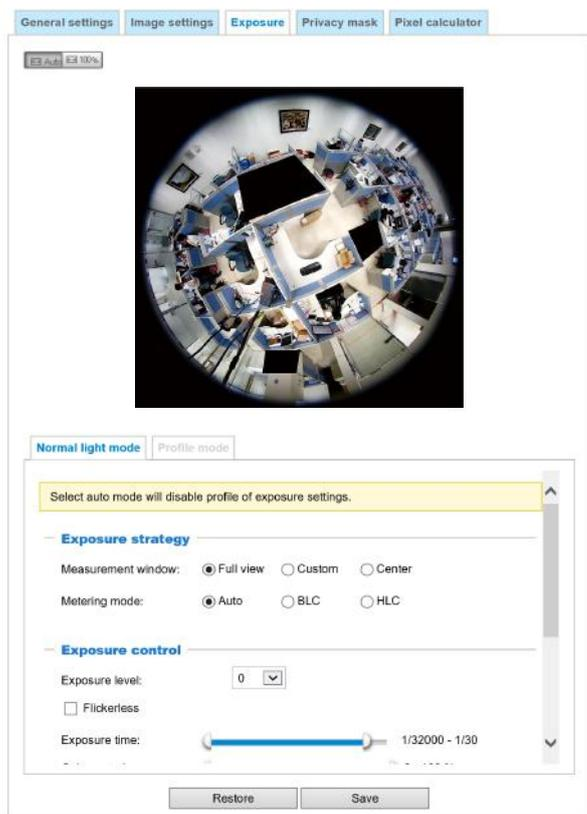 General settings Image settings Exposure Privacy mask Pixel calculator
Auto 100%
Normal light mode Profile mode
Select auto mode will disable profile of exposure settings.
Exposure strategy
Measurement window: Full view Custom Center
Metering mode: Auto BLC HLC
Exposure control
Exposure level: 0
Flickerless
Exposure time: 1/32000 - 1/30
Restore Save